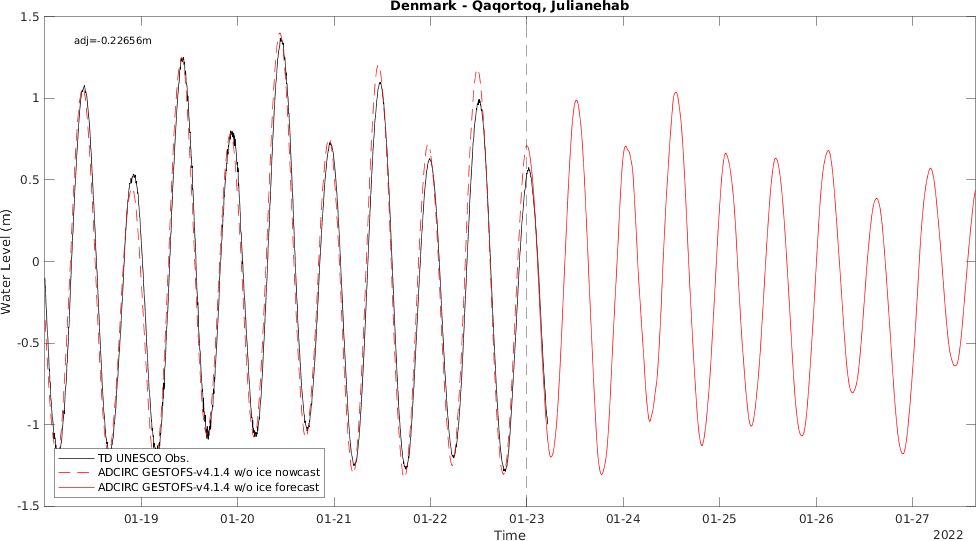 Denmark - Qaqortoq, Julianehab
adj=-0.22656m
Water Level (m)
1.5
1
0.5
0
-0.5
-1
-1.5
TD UNESCO Obs.
ADCIRC GESTOFS-v4.1.4 w/o ice nowcast
ADCIRC GESTOFS-v4.1.4 w/o ice forecast
01-19 01-20 01-21 01-22 01-23 01-24 01-25 01-26 01-27
Time
2022